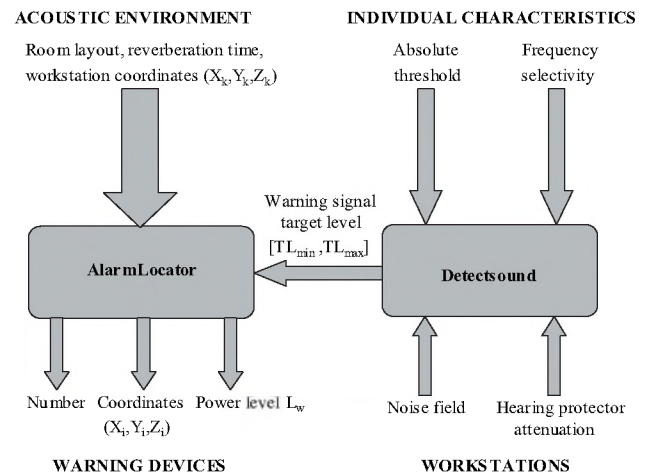 ACOUSTIC ENVIRONMENT
Room layout, reverberation time,
workstation coordinates (Xk,Yk,Zk)
INDIVIDUAL CHARACTERISTICS
Absolute
threshold
Frequency
selectivity
Warning signal
target level
[TLmin ,TLmax]
AlarmLocator
Detectsound
Number
Coordinates
(Xi,Yi,Zi)
Power level Lw
Noise field
Hearing protector
attenuation
WARNING DEVICES
WORKSTATIONS